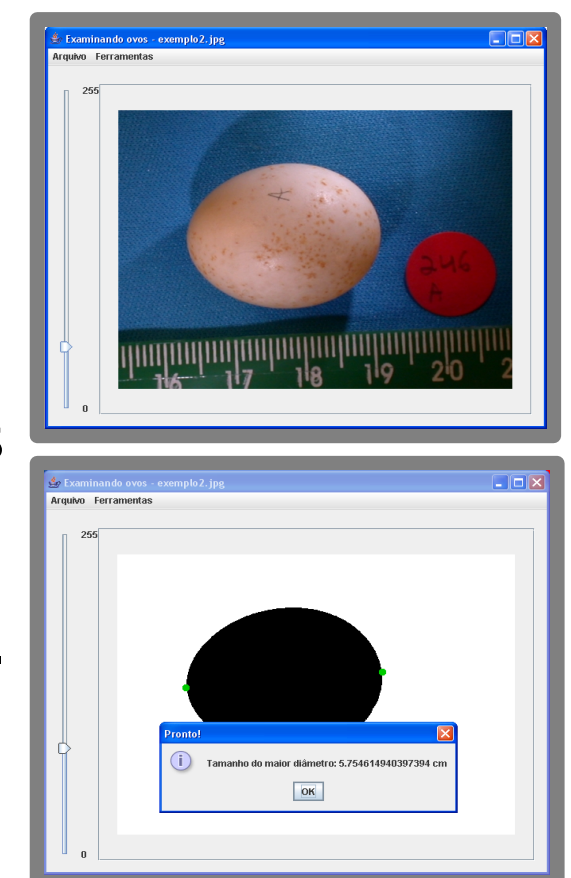 Examinando ovos - exemplo2.jpg
Arquivo Ferramentas
255
A
246
A
16 17 18 19 20 2
0
Examinando ovos - exemplo2.jpg
Arquivo Ferramentas
255
Pronto!
Tamanho do maior diâmetro: 5.754614940397394 cm
OK
0